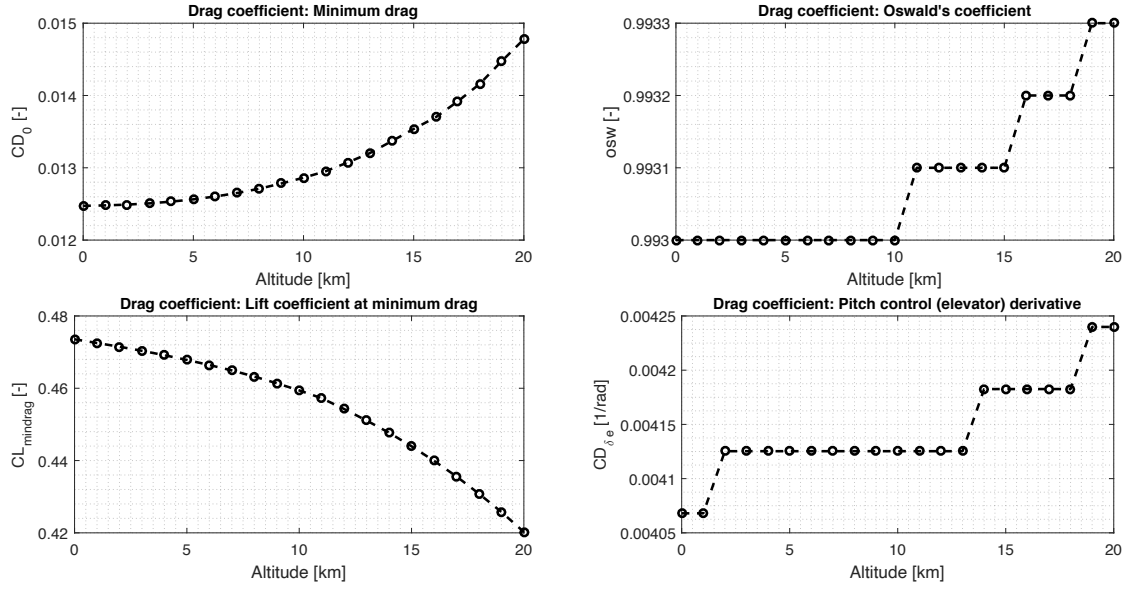 Drag coefficient: Minimum drag
0.015
0.014
0.013
0.012
CD0 [-]
0 5 10 15 20
Altitude [km]
Drag coefficient: Oswald's coefficient
0.9933
0.9932
0.9931
0.993
osw [-]
0 5 10 15 20
Altitude [km]
Drag coefficient: Lift coefficient at minimum drag
0.48
0.46
0.44
0.42
CLmindrag [-]
0 5 10 15 20
Altitude [km]
Drag coefficient: Pitch control (elevator) derivative
0.00425
0.0042
0.00415
0.0041
0.00405
CDδ e [1/rad]
0 5 10 15 20
Altitude [km]